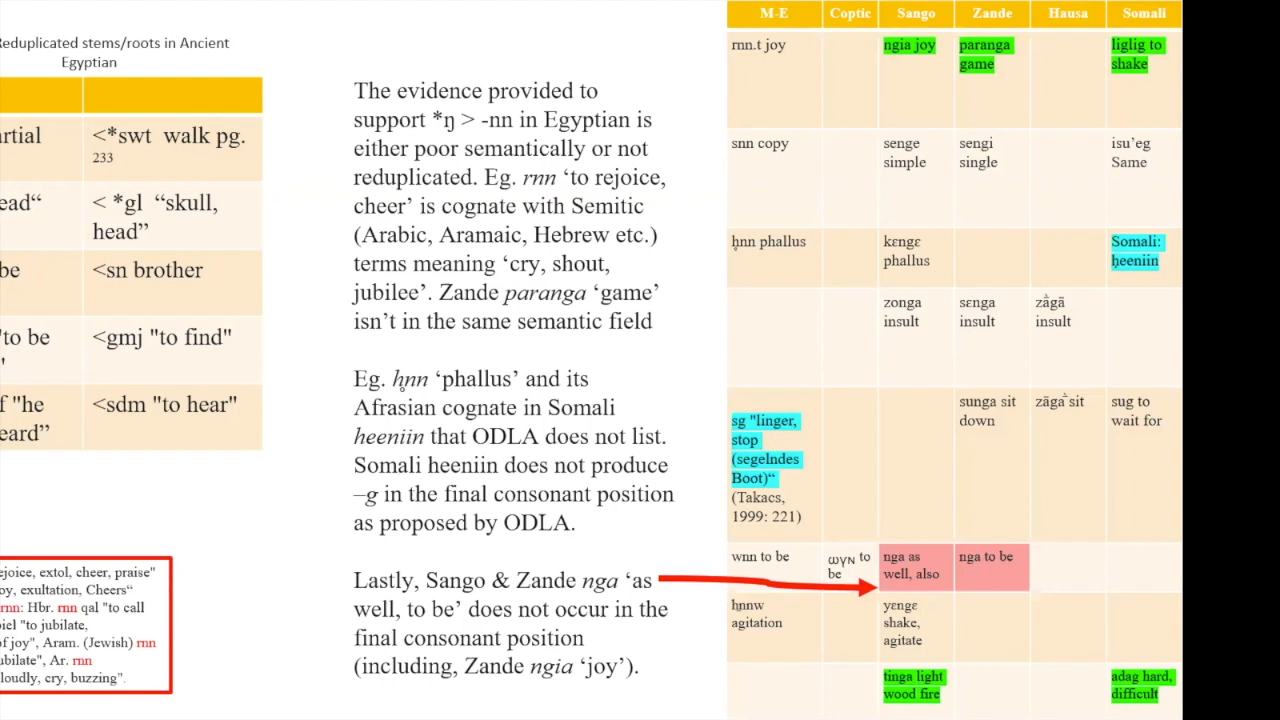 Reduplicated stems/roots in Ancient
Egyptian
artial
<*swt walk pg.
233
ead“
< *gl “skull,
head”
be
<sn brother
"to be
"
<gmj "to find"
f "he
eard”
<sdm "to hear"
ejoice, extol, cheer, praise"
oy, exultation, Cheers“
rnn: Hbr. rnn qal "to call
piel "to jubilate,
of joy", Aram. (Jewish) rnn
ubilate", Ar. rnn
loudly, cry, buzzing".
The evidence provided to
support *ŋ > -nn in Egyptian is
either poor semantically or not
reduplicated. Eg. rnn ‘to rejoice,
cheer’ is cognate with Semitic
(Arabic, Aramaic, Hebrew etc.)
terms meaning ‘cry, shout,
jubilee’. Zande paranga ‘game’
isn’t in the same semantic field
Eg. h̥nn ‘phallus’ and its
Afrasian cognate in Somali
heeniin that ODLA does not list.
Somali heeniin does not produce
–g in the final consonant position
as proposed by ODLA.
Lastly, Sango & Zande nga ‘as
well, to be’ does not occur in the
final consonant position
(including, Zande ngia ‘joy’).
M-E Coptic Sango Zande Hausa Somali
rnn.t joy
ngia joy
paranga
game
liglig to
shake
snn copy
senge
simple
sengi
single
isu’eg
Same
h̥nn phallus
kɛngɛ
phallus
Somali:
ḥeeniin
zonga
insult
sɛnga
insult
zà̄gā
insult
sg "linger,
stop
(segelndes
Boot)“
(Takacs,
1999: 221)
sunga sit
down
zāgà̄ sit
sug to
wait for
wnn to be
ⲱⲩⲛ to
be
nga as
well, also
nga to be
h̥nnw
agitation
yɛngɛ
shake,
agitate
tinga light
wood fire
adag hard,
difficult